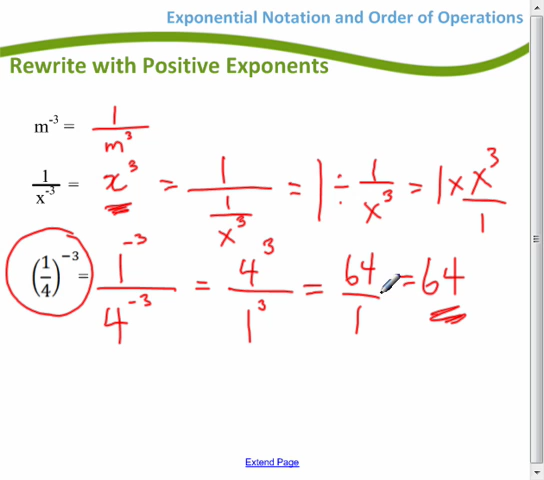 Exponential Notation and Order of Operations
Rewrite with Positive Exponents
m⁻³ = 1/m³
1/x⁻³ = x³ = 1/(1/x³) = 1 ÷ 1/x³ = 1 × x³/1
(1/4)⁻³ = 1⁻³/4⁻³ = 4³/1³ = 64/1 = 64
Extend Page